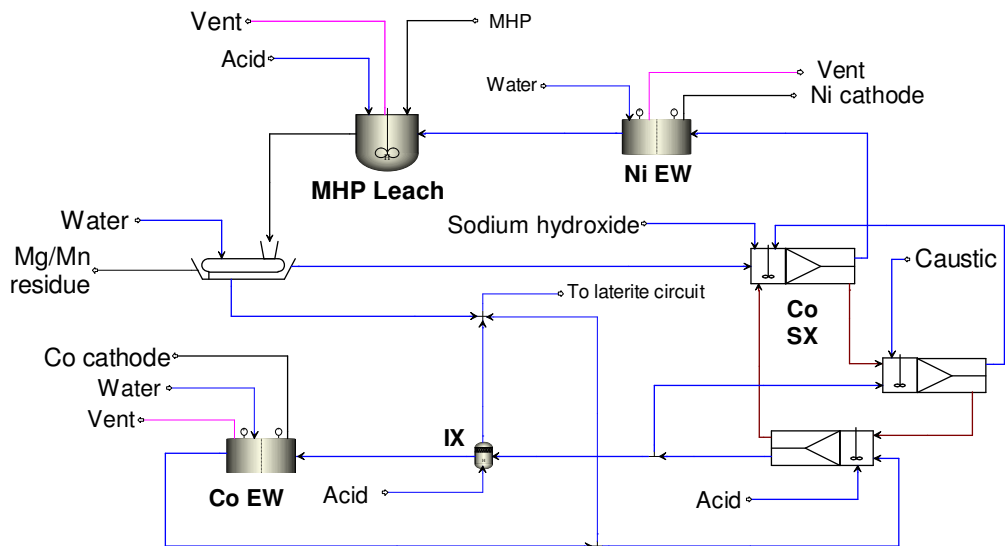 Vent
MHP
Acid
Water
Vent
Ni cathode
MHP Leach
Ni EW
Water
Sodium hydroxide
Mg/Mn
residue
Caustic
To laterite circuit
Co
SX
Co cathode
Water
Vent
IX
Co EW
Acid
Acid